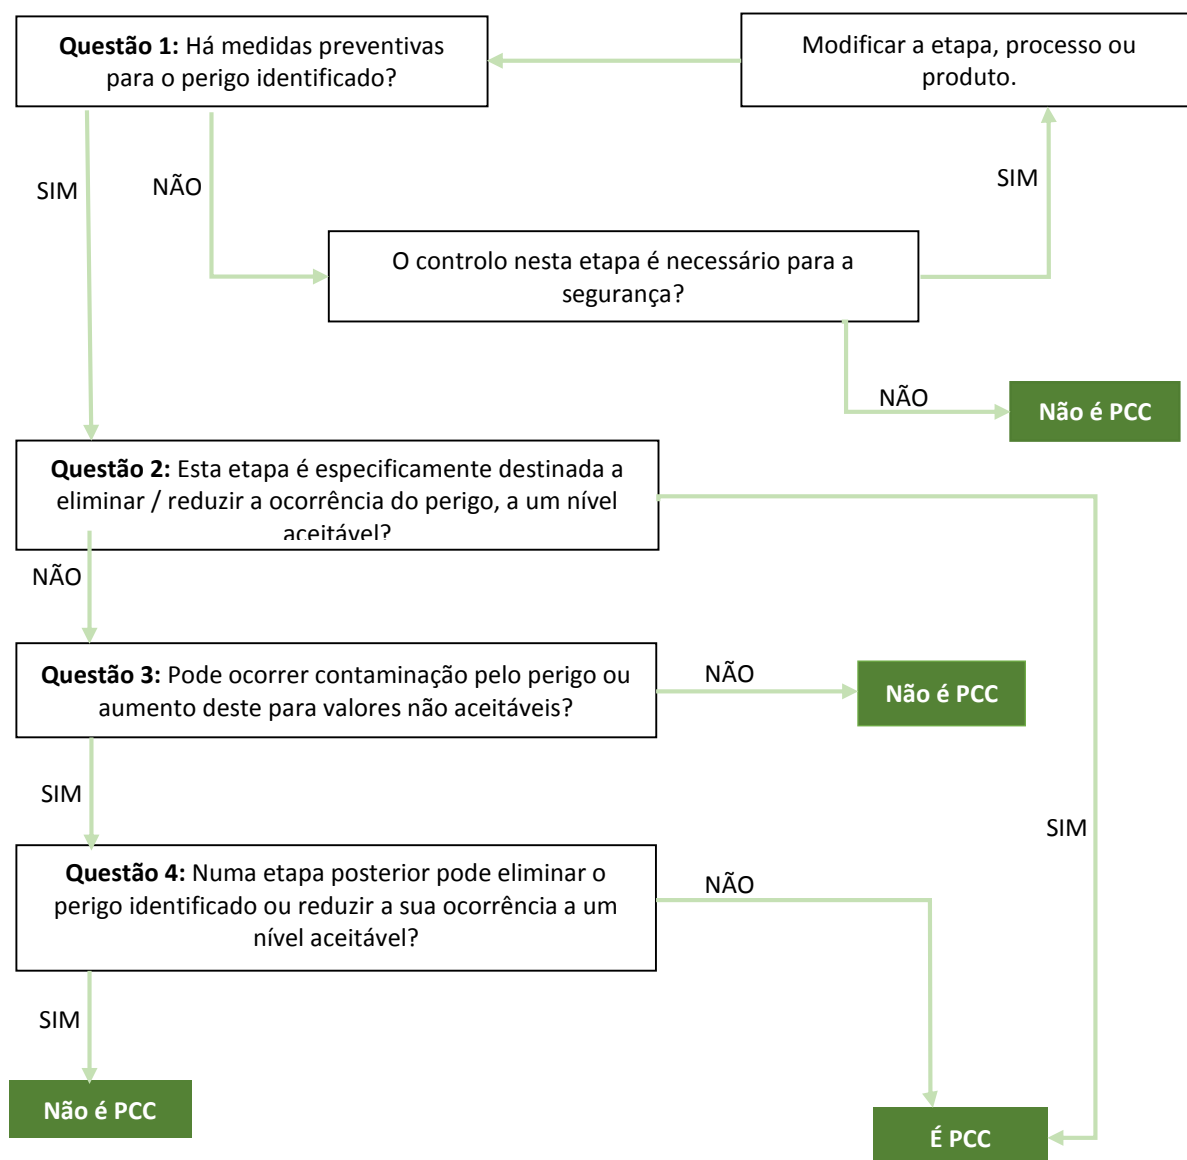 Questão 1: Há medidas preventivas
para o perigo identificado?
Modificar a etapa, processo ou
produto.
SIM
NÃO
SIM
O controlo nesta etapa é necessário para a
segurança?
NÃO
Não é PCC
Questão 2: Esta etapa é especificamente destinada a
eliminar / reduzir a ocorrência do perigo, a um nível
aceitável?
NÃO
Questão 3: Pode ocorrer contaminação pelo perigo ou
aumento deste para valores não aceitáveis?
NÃO
Não é PCC
SIM
SIM
Questão 4: Numa etapa posterior pode eliminar o
perigo identificado ou reduzir a sua ocorrência a um
nível aceitável?
NÃO
SIM
Não é PCC
É PCC